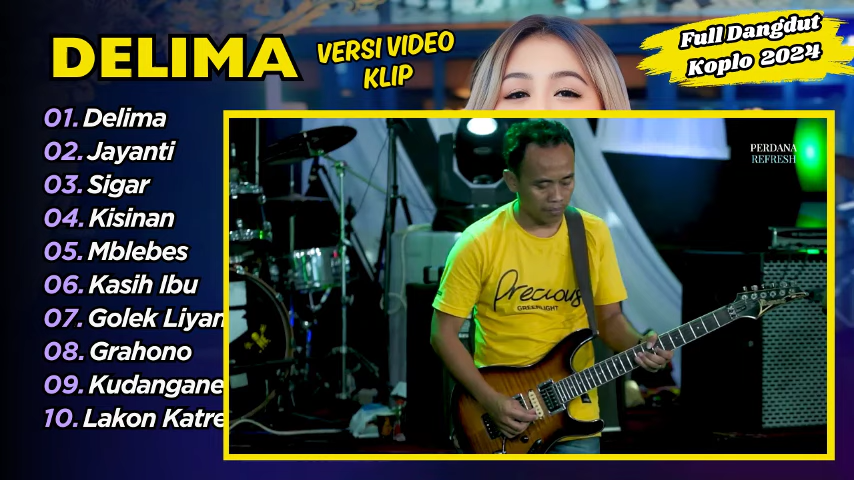 DELIMA
VERSI VIDEO
KLIP
Full Dangdut
Koplo 2024
01. Delima
02. Jayanti
03. Sigar
04. Kisinan
05. Mblebes
06. Kasih Ibu
07. Golek Liyan
08. Grahono
09. Kudangane
10. Lakon Katre
PERDANA
REFRESH
Precious
GREENLIGHT